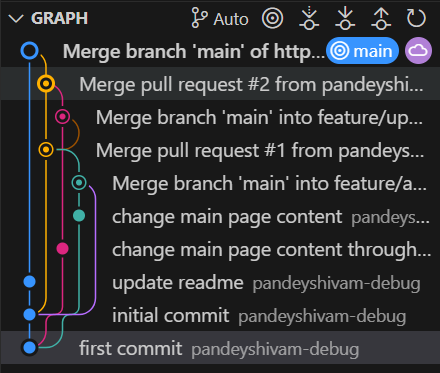 GRAPH Auto
Merge branch 'main' of http... main
Merge pull request #2 from pandeyshi...
Merge branch 'main' into feature/up...
Merge pull request #1 from pandeys...
Merge branch 'main' into feature/a...
change main page content pandeys...
change main page content through...
update readme pandeyshivam-debug
initial commit pandeyshivam-debug
first commit pandeyshivam-debug